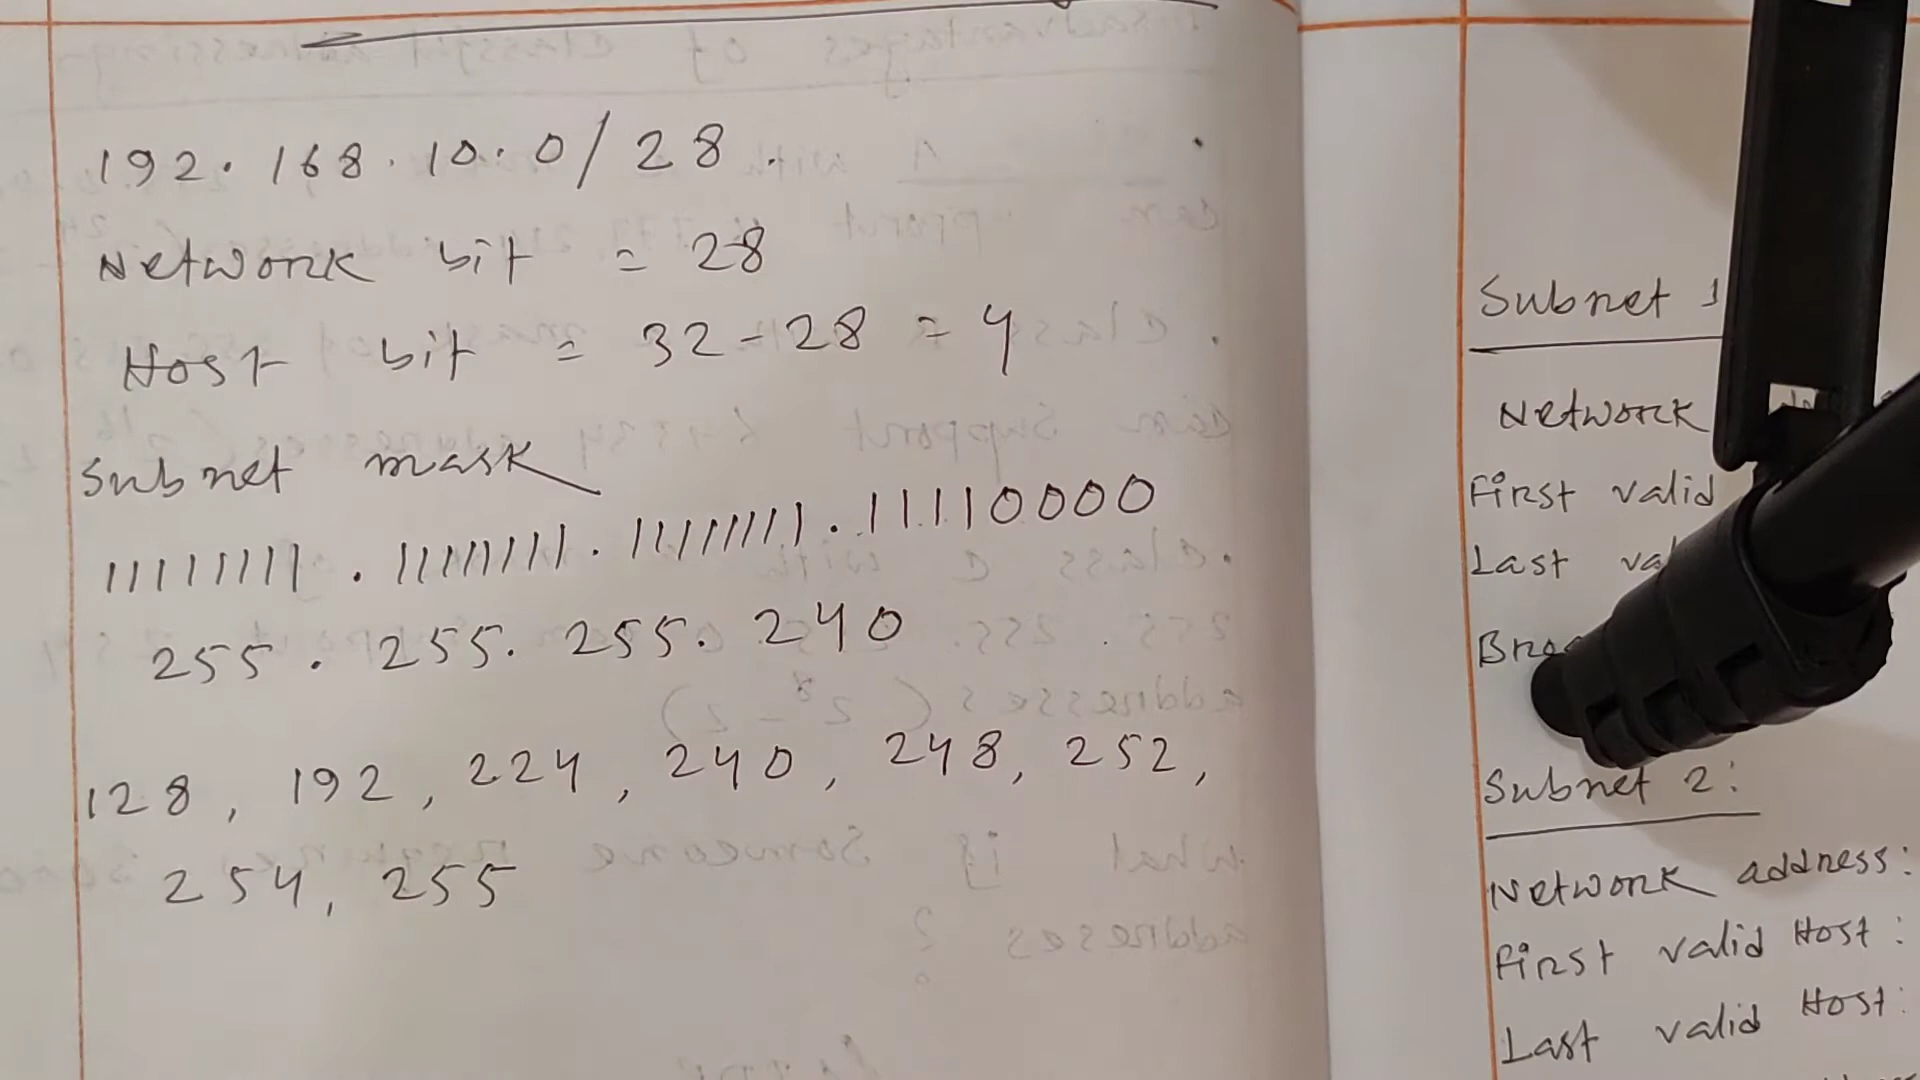 192.168.10.0/28.
Network bit = 28
Host bit = 32-28 = 4
Subnet mask
11111111.11111111.11111111.11110000
255.255.255.240
128, 192, 224, 240, 248, 252,
254, 255
Subnet 1
Network
First valid
Last
Subnet 2:
Network address:
First valid Host:
Last valid Host: